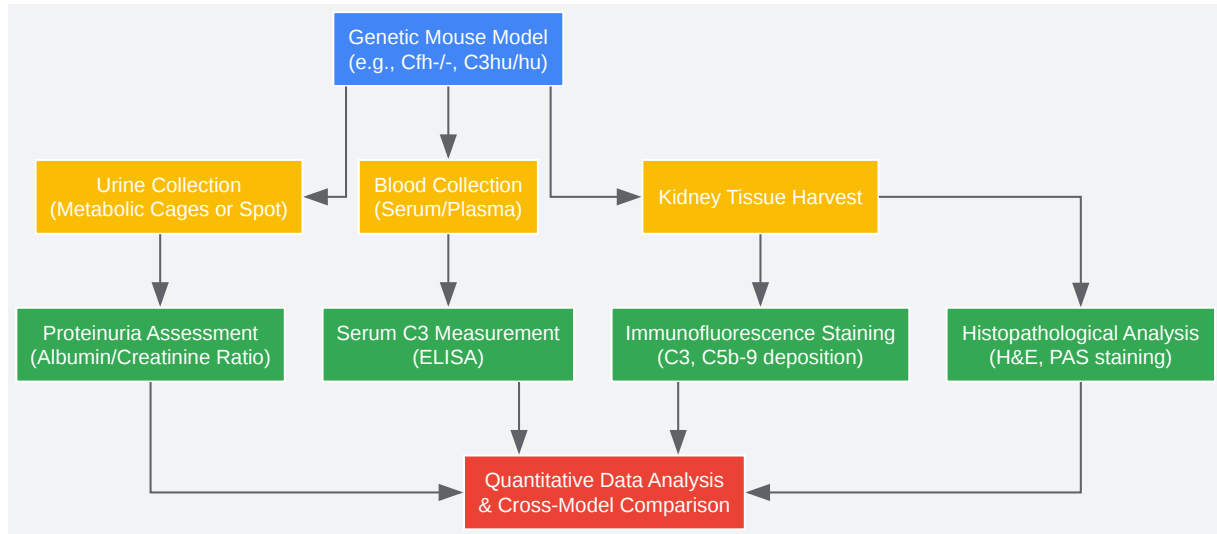 Genetic Mouse Model
(e.g., Cfh-/-, C3hu/hu)
Urine Collection
(Metabolic Cages or Spot)
Blood Collection
(Serum/Plasma)
Kidney Tissue Harvest
Proteinuria Assessment
(Albumin/Creatinine Ratio)
Serum C3 Measurement
(ELISA)
Immunofluorescence Staining
(C3, C5b-9 deposition)
Histopathological Analysis
(H&E, PAS staining)
Quantitative Data Analysis
& Cross-Model Comparison